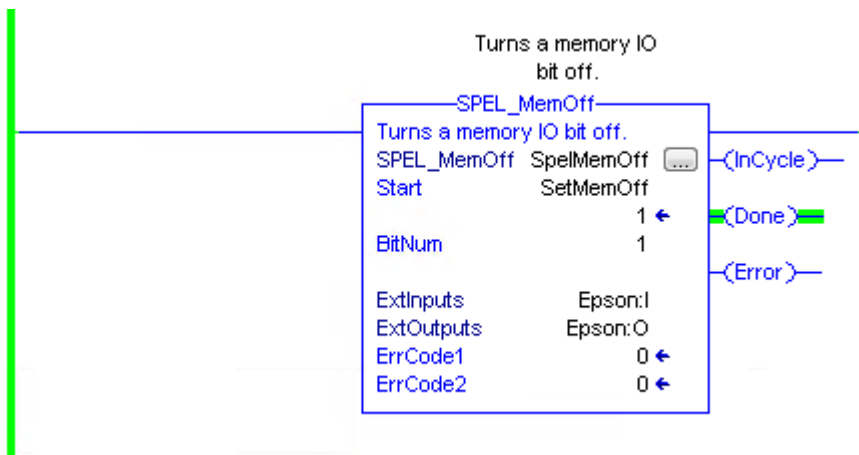 Turns a memory IO
bit off.
SPEL_MemOff
Turns a memory IO bit off.
SPEL_MemOff SpelMemOff ...
(InCycle)
Start SetMemOff
1
(Done)
BitNum 1
(Error)
ExtInputs Epson:I
ExtOutputs Epson:O
ErrCode1 0
ErrCode2 0